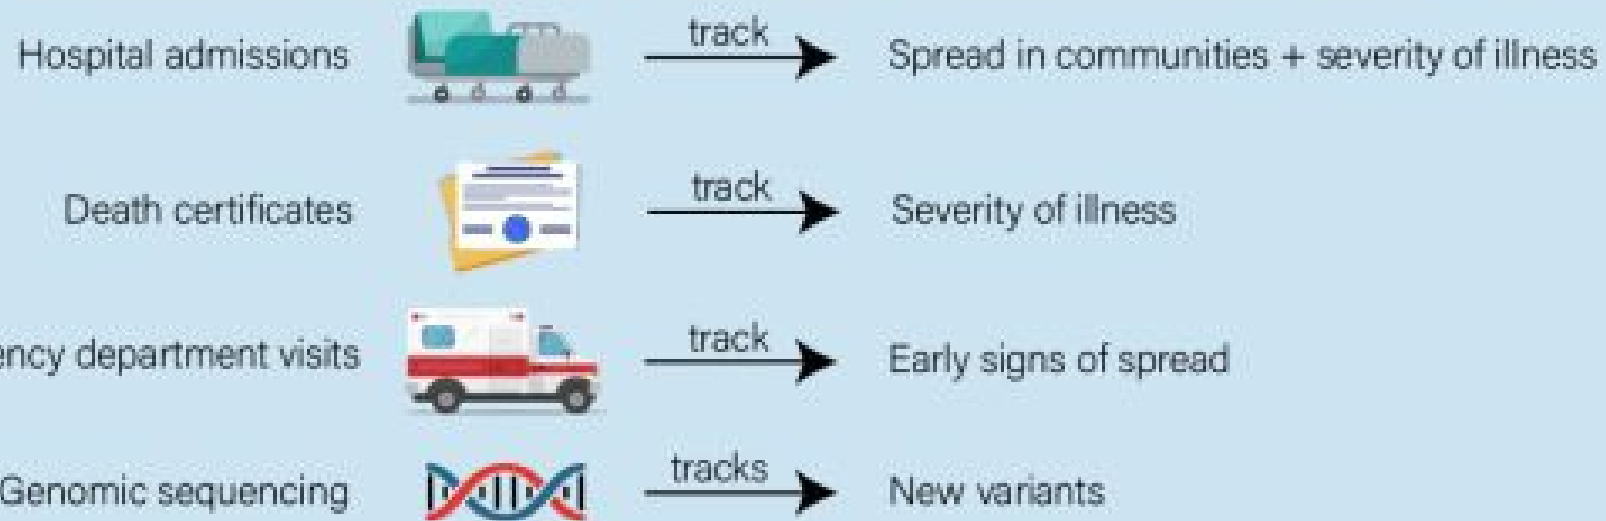 Hospital admissions track Spread in communities + severity of illness
Death certificates track Severity of illness
ency department visits track Early signs of spread
Genomic sequencing tracks New variants